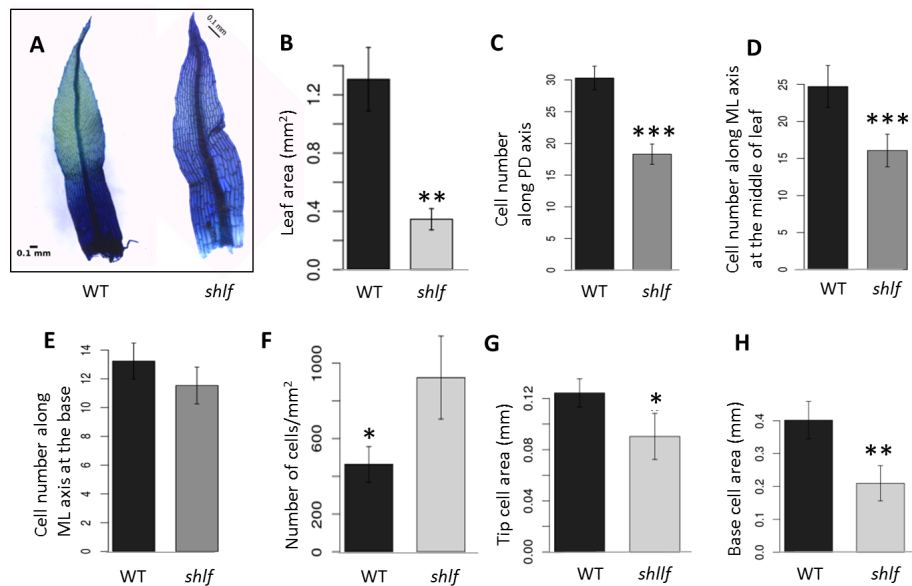 A
0.1 mm
0.1 mm
WT
shlf
B
Leaf area (mm²)
0.0
0.4
0.8
1.2
**
WT
shlf
C
Cell number
along PD axis
0
5
10
15
20
25
30
***
WT
shlf
D
Cell number along ML axis
at the middle of leaf
0
5
10
15
20
25
***
WT
shlf
E
Cell number along
ML axis at the base
0
2
4
6
8
10
12
14
WT
shlf
F
Number of cells/mm²
0
200
600
1000
*
WT
shlf
G
Tip cell area (mm)
0.00
0.04
0.08
0.12
*
WT
shllf
H
Base cell area (mm)
0.0
0.1
0.2
0.3
0.4
**
WT
shlf